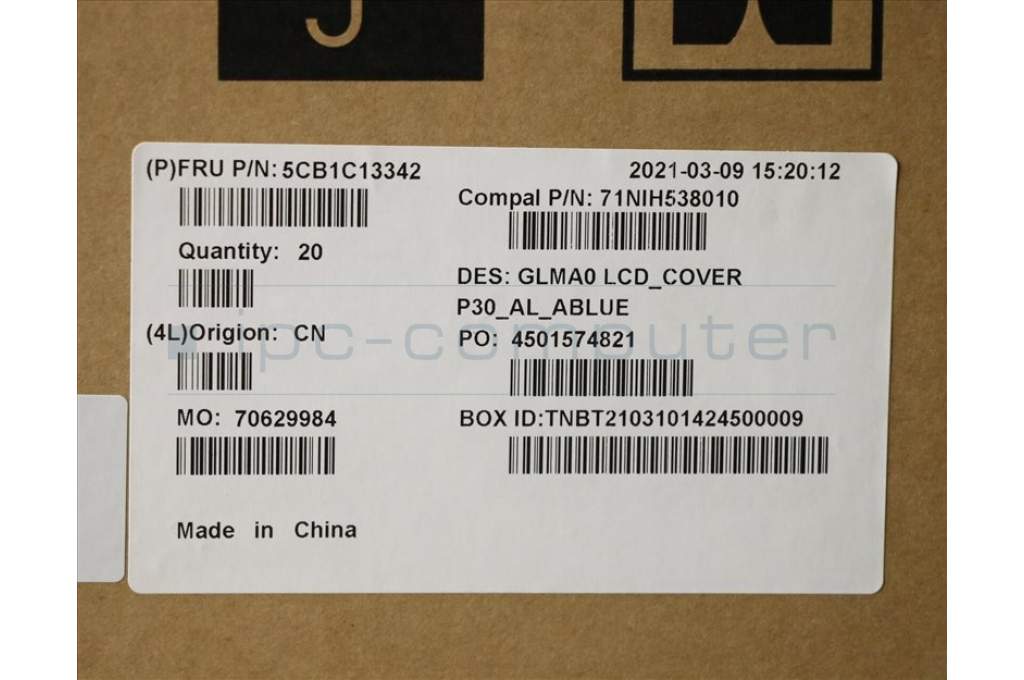 (P)FRU P/N: 5CB1C13342
2021-03-09 15:20:12
Compal P/N: 71NIH538010
Quantity: 20
DES: GLMA0 LCD_COVER
P30_AL_ABLUE
(4L)Origion: CN
PO: 4501574821
ipc-computer
MO: 70629984
BOX ID:TNBT2103101424500009
Made in China